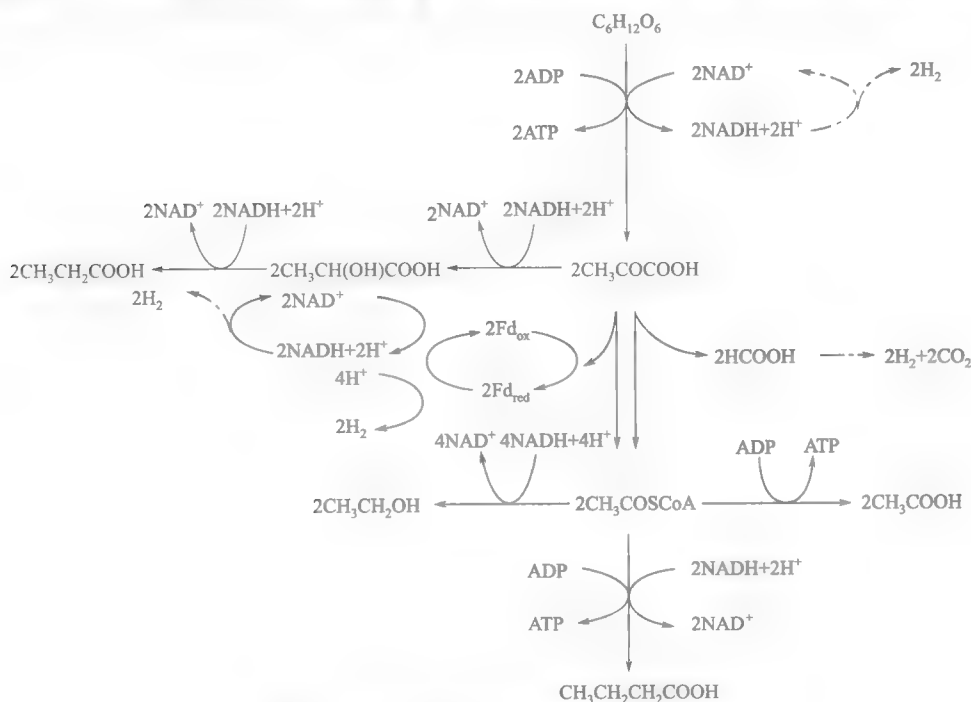 C₆H₁₂O₆
2ADP 2NAD⁺ 2H₂
2ATP 2NADH+2H⁺
2NAD⁺ 2NADH+2H⁺ 2NAD⁺ 2NADH+2H⁺
2CH₃CH₂COOH 2CH₃CH(OH)COOH 2CH₃COCOOH
2H₂ 2NAD⁺
2Fdₒₓ
2NADH+2H⁺ 2HCOOH 2H₂+2CO₂
4H⁺ 2Fd_red
2H₂
4NAD⁺ 4NADH+4H⁺ ADP ATP
2CH₃CH₂OH 2CH₃COSCoA 2CH₃COOH
ADP 2NADH+2H⁺
ATP 2NAD⁺
CH₃CH₂CH₂COOH